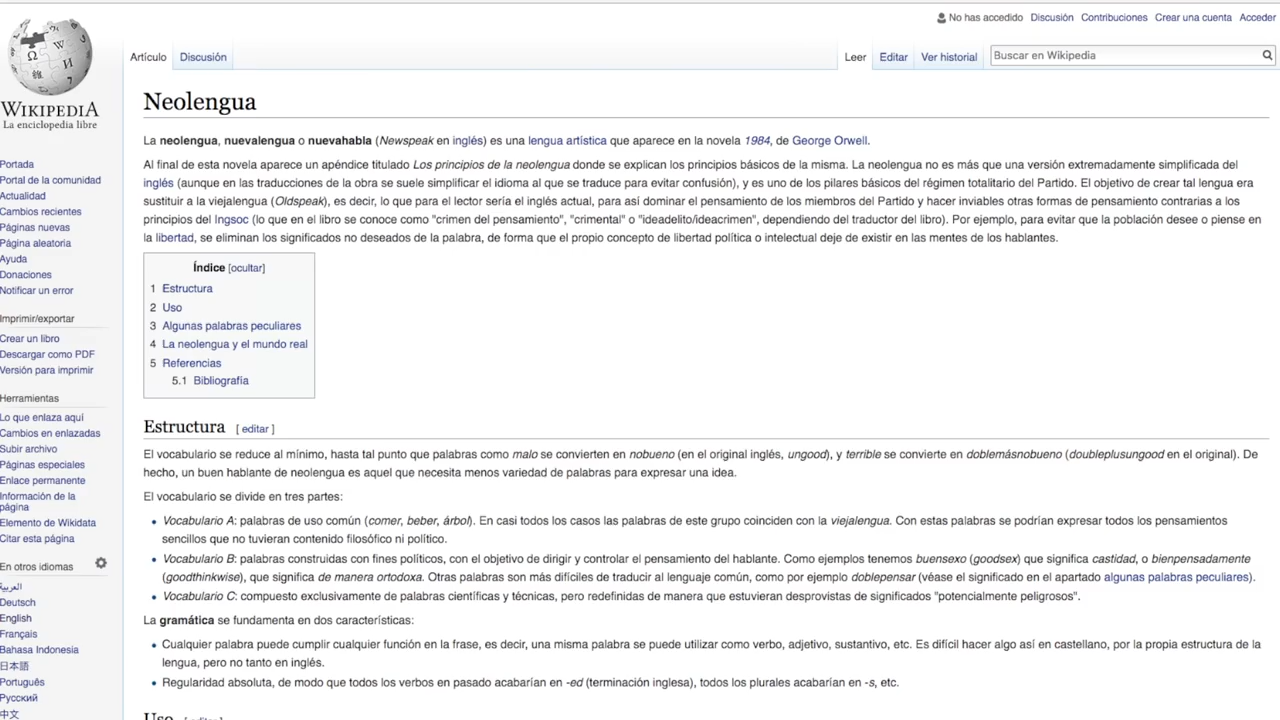 No has accedido Discusión Contribuciones Crear una cuenta Acceder
Artículo Discusión
Leer Editar Ver historial Buscar en Wikipedia
WIKIPEDIA
La enciclopedia libre
Portada
Portal de la comunidad
Actualidad
Cambios recientes
Páginas nuevas
Página aleatoria
Ayuda
Donaciones
Notificar un error
Imprimir/exportar
Crear un libro
Descargar como PDF
Versión para imprimir
Herramientas
Lo que enlaza aquí
Cambios en enlazadas
Subir archivo
Páginas especiales
Enlace permanente
Información de la
página
Elemento de Wikidata
Citar esta página
En otros idiomas
العربية
Deutsch
English
Français
Bahasa Indonesia
日本語
Português
Русский
中文
Neolengua
La neolengua, nuevalengua o nuevahabla (Newspeak en inglés) es una lengua artística que aparece en la novela 1984, de George Orwell.
Al final de esta novela aparece un apéndice titulado Los principios de la neolengua donde se explican los principios básicos de la misma. La neolengua no es más que una versión extremadamente simplificada del
inglés (aunque en las traducciones de la obra se suele simplificar el idioma al que se traduce para evitar confusión), y es uno de los pilares básicos del régimen totalitario del Partido. El objetivo de crear tal lengua era
sustituir a la viejalengua (Oldspeak), es decir, lo que para el lector sería el inglés actual, para así dominar el pensamiento de los miembros del Partido y hacer inviables otras formas de pensamiento contrarias a los
principios del Ingsoc (lo que en el libro se conoce como "crimen del pensamiento", "crimental" o "ideadelito/ideacrimen", dependiendo del traductor del libro). Por ejemplo, para evitar que la población desee o piense en
la libertad, se eliminan los significados no deseados de la palabra, de forma que el propio concepto de libertad política o intelectual deje de existir en las mentes de los hablantes.
Índice [ocultar]
1 Estructura
2 Uso
3 Algunas palabras peculiares
4 La neolengua y el mundo real
5 Referencias
5.1 Bibliografía
Estructura [ editar ]
El vocabulario se reduce al mínimo, hasta tal punto que palabras como malo se convierten en nobueno (en el original inglés, ungood), y terrible se convierte en doblemásnobueno (doubleplusungood en el original). De
hecho, un buen hablante de neolengua es aquel que necesita menos variedad de palabras para expresar una idea.
El vocabulario se divide en tres partes:
• Vocabulario A: palabras de uso común (comer, beber, árbol). En casi todos los casos las palabras de este grupo coinciden con la viejalengua. Con estas palabras se podrían expresar todos los pensamientos
sencillos que no tuvieran contenido filosófico ni político.
• Vocabulario B: palabras construidas con fines políticos, con el objetivo de dirigir y controlar el pensamiento del hablante. Como ejemplos tenemos buensexo (goodsex) que significa castidad, o bienpensadamente
(goodthinkwise), que significa de manera ortodoxa. Otras palabras son más difíciles de traducir al lenguaje común, como por ejemplo doblepensar (véase el significado en el apartado algunas palabras peculiares).
• Vocabulario C: compuesto exclusivamente de palabras científicas y técnicas, pero redefinidas de manera que estuvieran desprovistas de significados "potencialmente peligrosos".
La gramática se fundamenta en dos características:
• Cualquier palabra puede cumplir cualquier función en la frase, es decir, una misma palabra se puede utilizar como verbo, adjetivo, sustantivo, etc. Es difícil hacer algo así en castellano, por la propia estructura de la
lengua, pero no tanto en inglés.
• Regularidad absoluta, de modo que todos los verbos en pasado acabarían en -ed (terminación inglesa), todos los plurales acabarían en -s, etc.
Uso [ editar ]